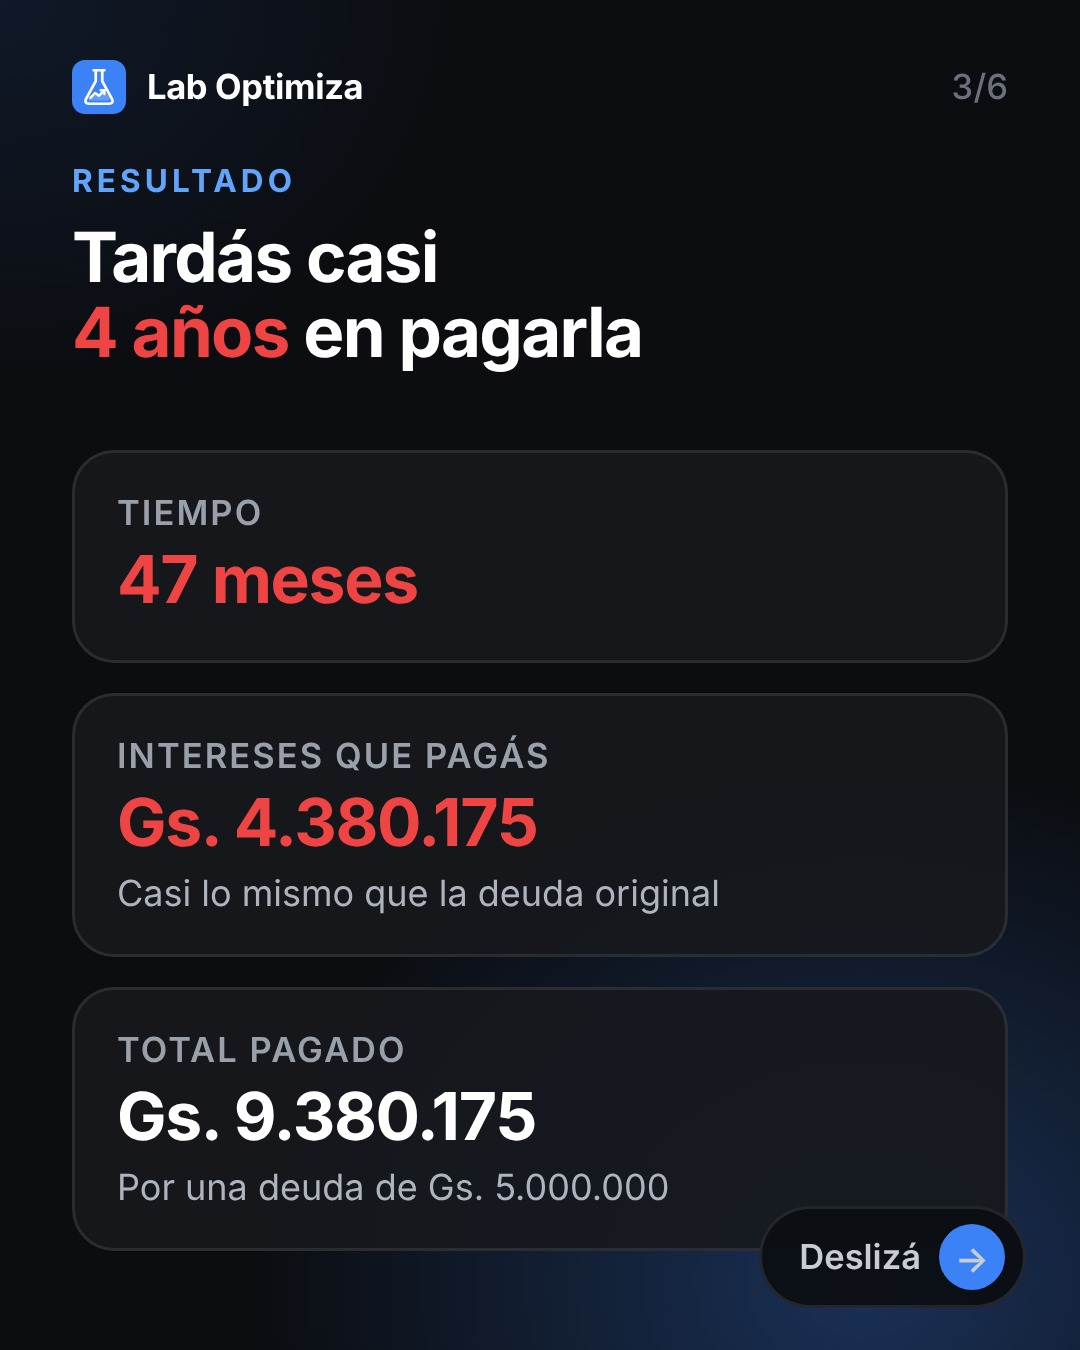 Lab Optimiza
3/6
RESULTADO
Tardás casi
4 años en pagarla
TIEMPO
47 meses
INTERESES QUE PAGÁS
Gs. 4.380.175
Casi lo mismo que la deuda original
TOTAL PAGADO
Gs. 9.380.175
Por una deuda de Gs. 5.000.000
Deslizá →